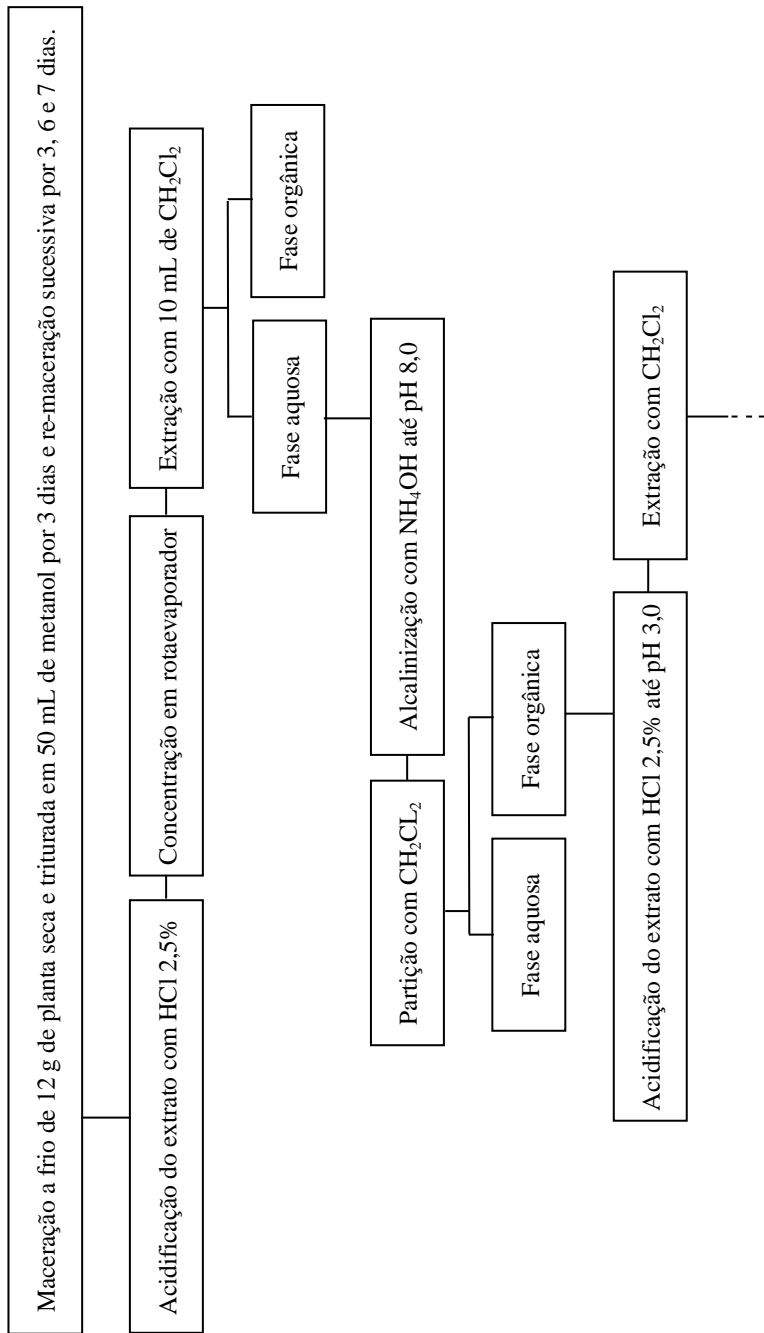 Maceração a frio de 12 g de planta seca e triturada em 50 mL de metanol por 3 dias e re-maceração sucessiva por 3, 6 e 7 dias.
Acidificação do extrato com HCl 2,5%
Concentração em rotaevaporador
Extração com 10 mL de CH₂Cl₂
Fase aquosa
Fase orgânica
Alcalinização com NH₄OH até pH 8,0
Partição com CH₂CL₂
Fase aquosa
Fase orgânica
Acidificação do extrato com HCl 2,5% até pH 3,0
Extração com CH₂Cl₂